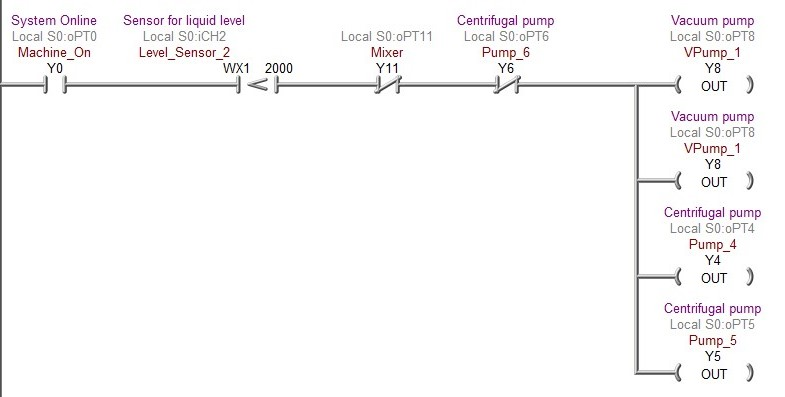 System Online
Local S0:oPT0
Machine_On
Y0
Sensor for liquid level
Local S0:iCH2
Level_Sensor_2
WX1 < 2000
Local S0:oPT11
Mixer
Y11
Centrifugal pump
Local S0:oPT6
Pump_6
Y6
Vacuum pump
Local S0:oPT8
VPump_1
Y8
OUT
Vacuum pump
Local S0:oPT8
VPump_1
Y8
OUT
Centrifugal pump
Local S0:oPT4
Pump_4
Y4
OUT
Centrifugal pump
Local S0:oPT5
Pump_5
Y5
OUT